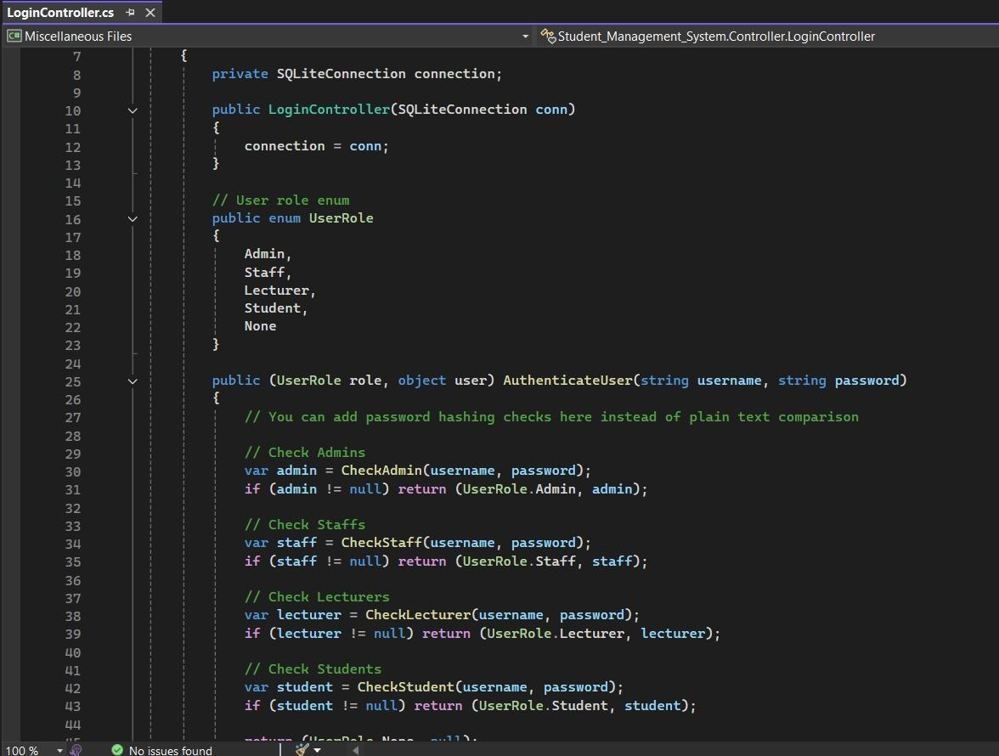 LoginController.cs
Miscellaneous Files
Student_Management_System.Controller.LoginController
7 {
8 private SQLiteConnection connection;
9
10 public LoginController(SQLiteConnection conn)
11 {
12 connection = conn;
13 }
14
15 // User role enum
16 public enum UserRole
17 {
18 Admin,
19 Staff,
20 Lecturer,
21 Student,
22 None
23 }
24
25 public (UserRole role, object user) AuthenticateUser(string username, string password)
26 {
27 // You can add password hashing checks here instead of plain text comparison
28
29 // Check Admins
30 var admin = CheckAdmin(username, password);
31 if (admin != null) return (UserRole.Admin, admin);
32
33 // Check Staffs
34 var staff = CheckStaff(username, password);
35 if (staff != null) return (UserRole.Staff, staff);
36
37 // Check Lecturers
38 var lecturer = CheckLecturer(username, password);
39 if (lecturer != null) return (UserRole.Lecturer, lecturer);
40
41 // Check Students
42 var student = CheckStudent(username, password);
43 if (student != null) return (UserRole.Student, student);
44
45 return (UserRole.None, null);
100 %
No issues found